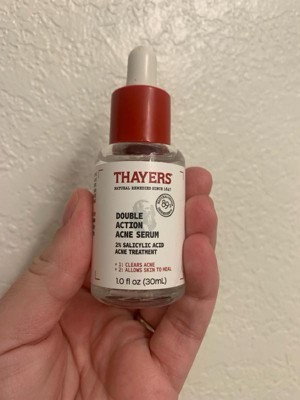 THAYERS
NATURAL REMEDIES SINCE 1847
DOUBLE
ACTION
ACNE SERUM
2% SALICYLIC ACID
ACNE TREATMENT
• 1: CLEARS ACNE
• 2: ALLOWS SKIN TO HEAL
1.0 fl oz (30mL)